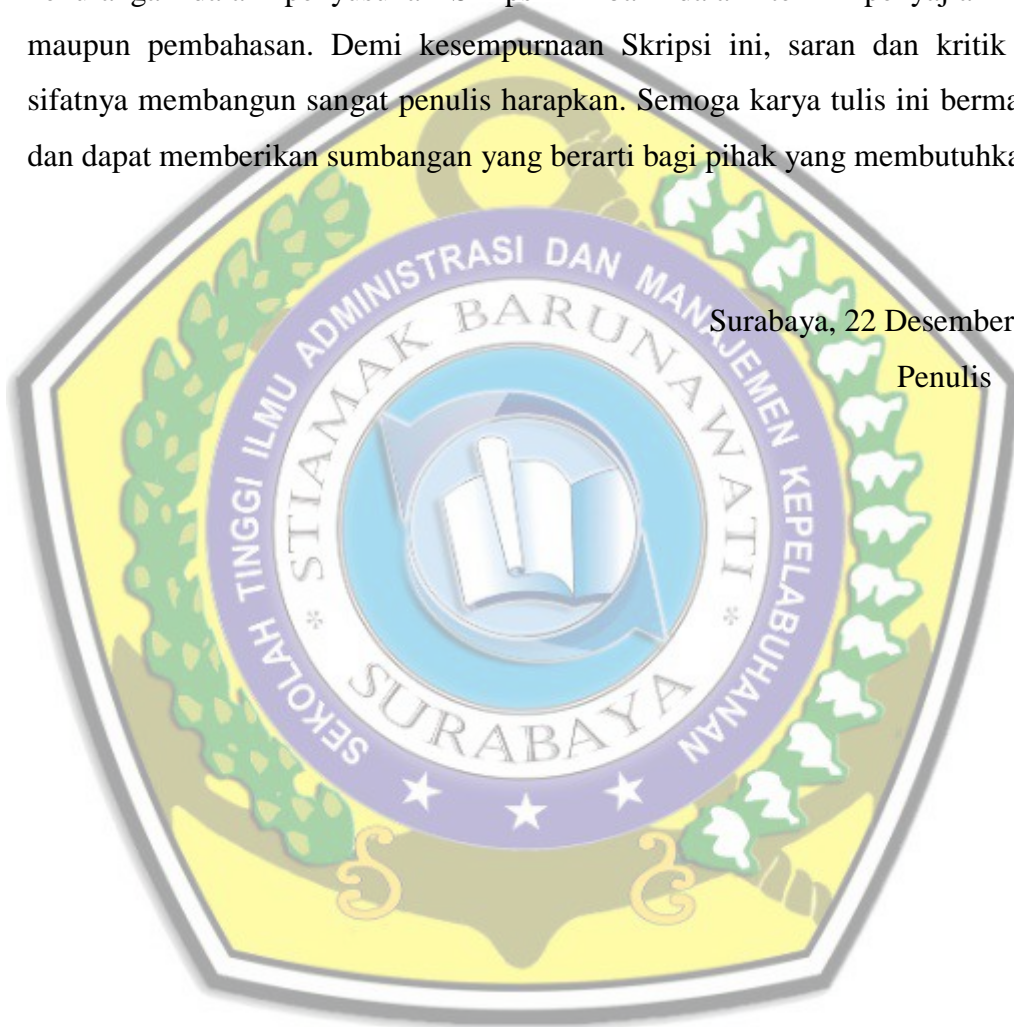 maupun pembahasan. Demi kesempurnaan Skripsi ini, saran dan kritik
sifatnya membangun sangat penulis harapkan. Semoga karya tulis ini berma
dan dapat memberikan sumbangan yang berarti bagi pihak yang membutuhka
Surabaya, 22 Desember
Penulis
SEKOLAH TINGGI ILMU ADMINISTRASI DAN MANAJEMEN KEPELABUHANAN
STIAMAK BARUNAWATI
* SURABAYA *